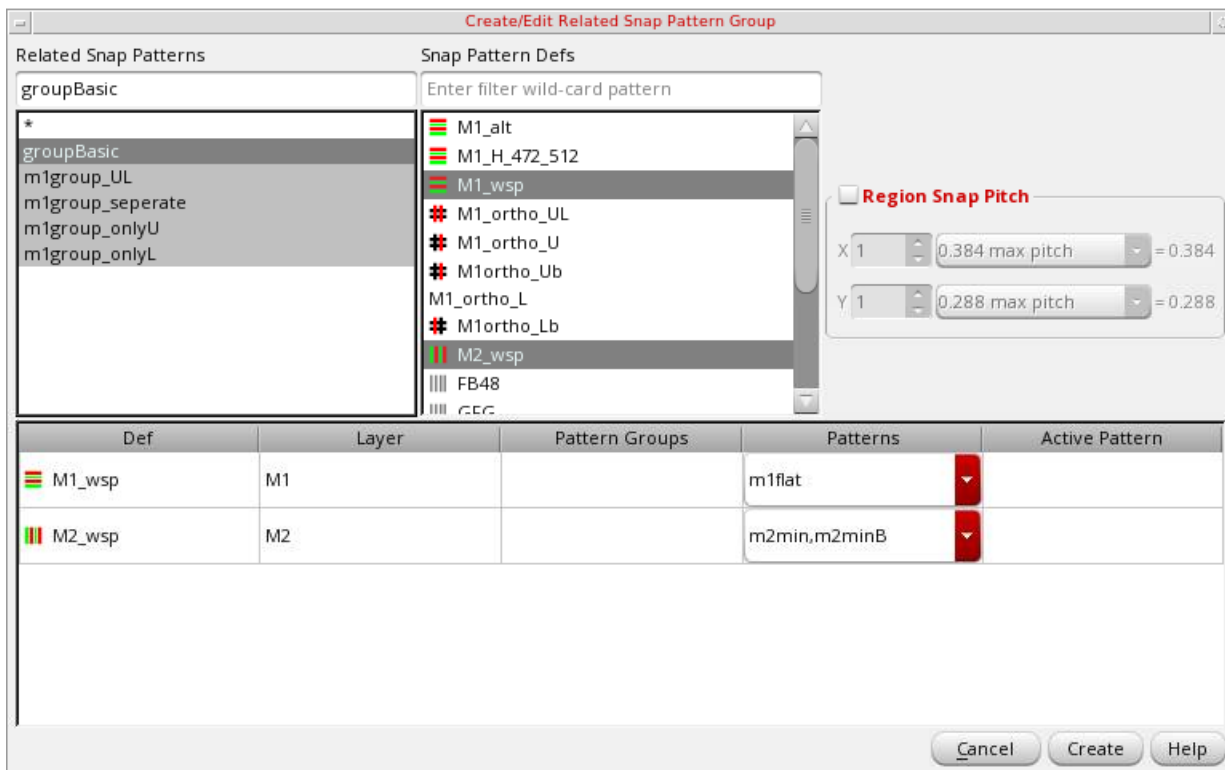 Create/Edit Related Snap Pattern Group
Related Snap Patterns
Snap Pattern Defs
groupBasic
Enter filter wild-card pattern
*
groupBasic
m1group_UL
m1group_seperate
m1group_onlyU
m1group_onlyL
M1_alt
M1_H_472_512
M1_wsp
M1_ortho_UL
M1_ortho_U
M1ortho_Ub
M1_ortho_L
M1ortho_Lb
M2_wsp
FB48
Region Snap Pitch
X 1 0.384 max pitch = 0.384
Y 1 0.288 max pitch = 0.288
Def Layer Pattern Groups Patterns Active Pattern
M1_wsp M1 m1flat
M2_wsp M2 m2min,m2minB
Cancel Create Help